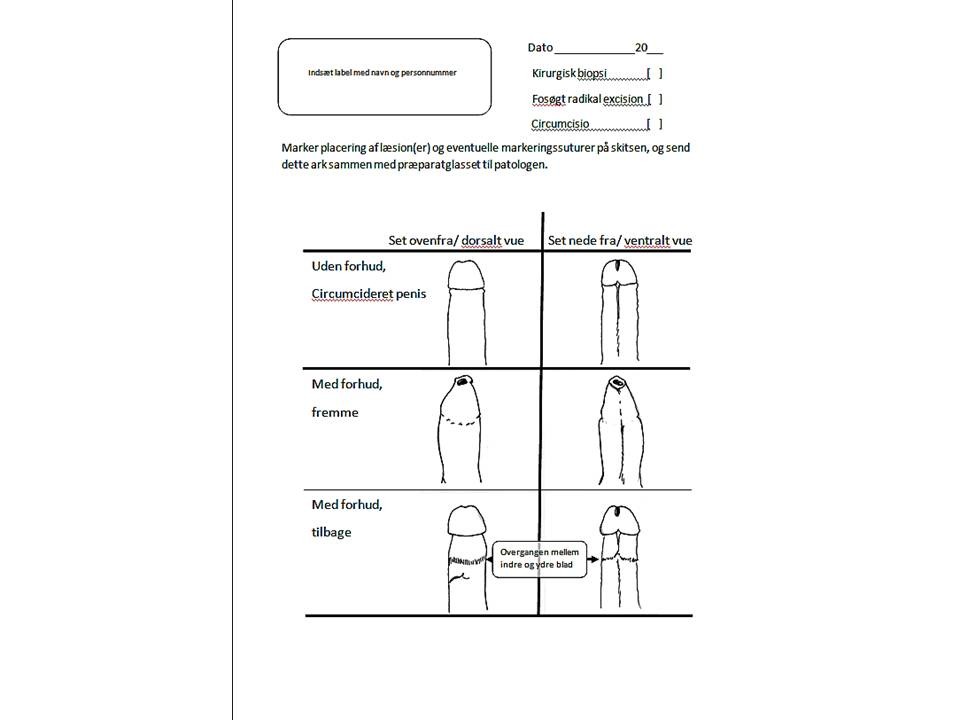 Indsæt label med navn og personnummer
Dato_____________20___
Kirurgisk biopsi [ ]
Fosøgt radikal excision [ ]
Circumcisio [ ]
Marker placering af læsion(er) og eventuelle markeringssuturer på skitsen, og send
dette ark sammen med præparatglasset til patologen.
Set ovenfra/ dorsalt vue
Set nede fra/ ventralt vue
Uden forhud,
Circumcideret penis
Med forhud,
fremme
Med forhud,
tilbage
Overgangen mellem
indre og ydre blad